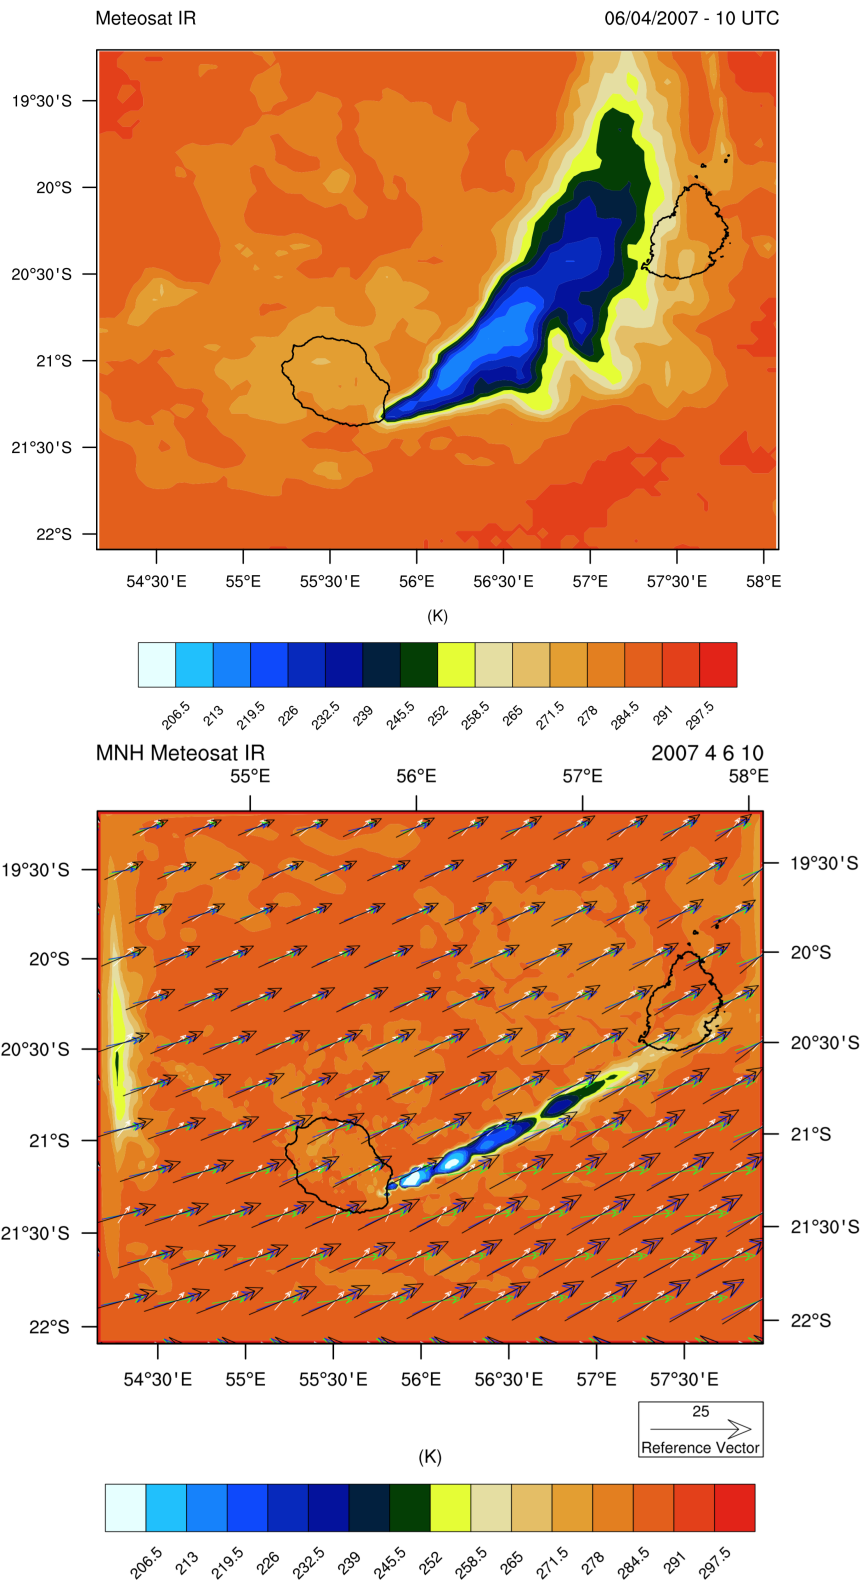 Meteosat IR 06/04/2007 - 10 UTC
19°30'S
20°S
20°30'S
21°S
21°30'S
22°S
54°30'E 55°E 55°30'E 56°E 56°30'E 57°E 57°30'E 58°E
(K)
206.5 213 219.5 226 232.5 239 245.5 252 258.5 265 271.5 278 284.5 291 297.5
MNH Meteosat IR 2007 4 6 10
55°E 56°E 57°E 58°E
19°30'S 19°30'S
20°S 20°S
20°30'S 20°30'S
21°S 21°S
21°30'S 21°30'S
22°S 22°S
54°30'E 55°E 55°30'E 56°E 56°30'E 57°E 57°30'E
25
Reference Vector
(K)
206.5 213 219.5 226 232.5 239 245.5 252 258.5 265 271.5 278 284.5 291 297.5